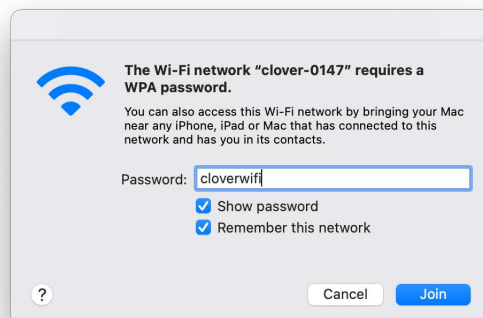 The Wi-Fi network “clover-0147” requires a
WPA password.
You can also access this Wi-Fi network by bringing your Mac
near any iPhone, iPad or Mac that has connected to this
network and has you in its contacts.
Password: cloverwifi
Show password
Remember this network
? Cancel Join